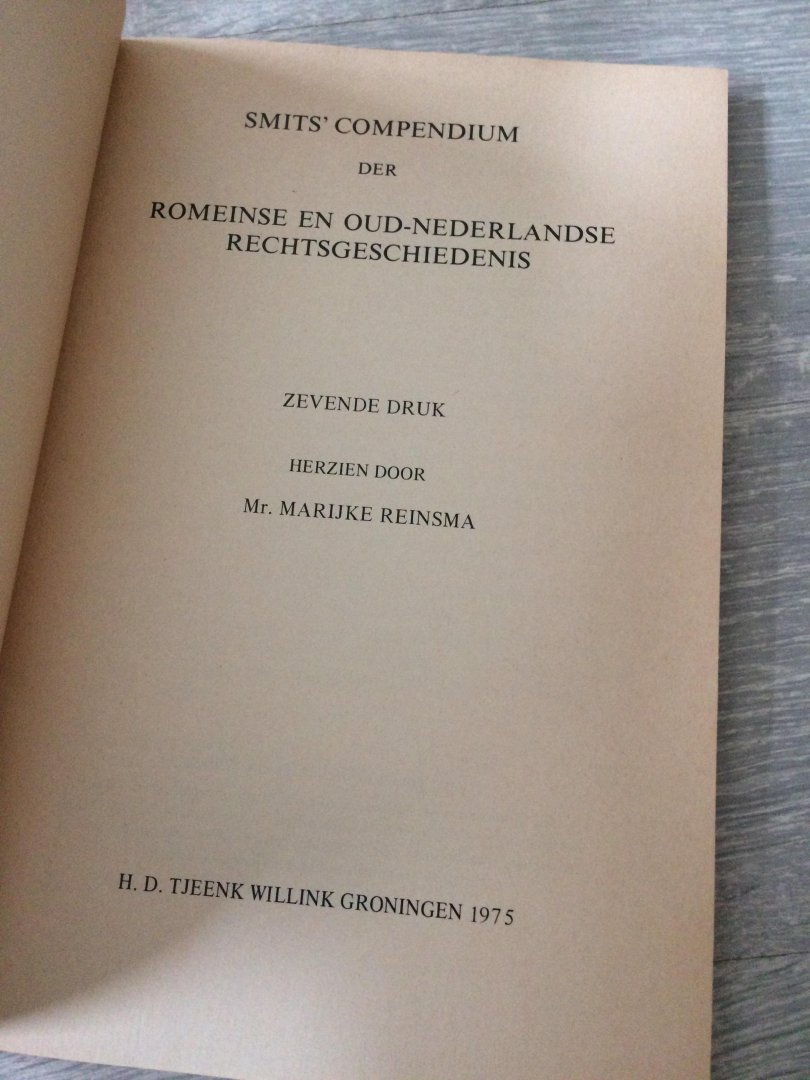 SMITS' COMPENDIUM
DER
ROMEINSE EN OUD-NEDERLANDSE
RECHTSGESCHIEDENIS
ZEVENDE DRUK
HERZIEN DOOR
Mr. MARIJKE REINSMA
H. D. TJEENK WILLINK GRONINGEN 1975